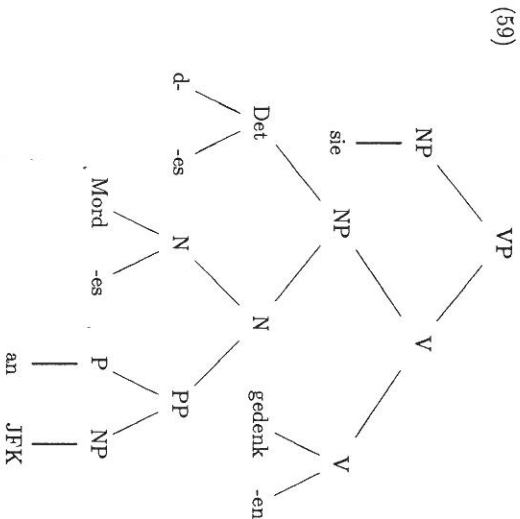 (59)
VP
NP V
sie NP V
Det N gedenk -en
d- -es N PP
Mord -es P NP
an JFK